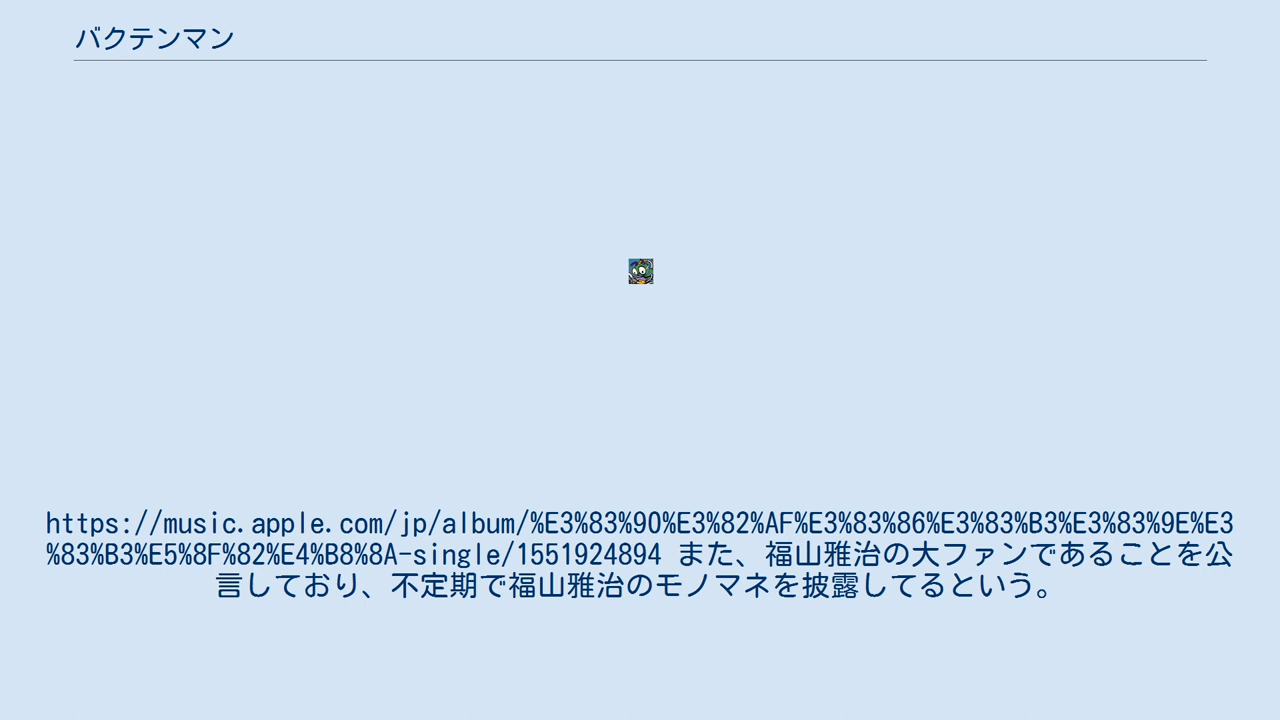 バクテンマン
https://music.apple.com/jp/album/%E3%83%90%E3%82%AF%E3%83%86%E3%83%B3%E3%83%9E%E3
%83%B3%E5%8F%82%E4%B8%8A-single/1551924894 また、福山雅治の大ファンであることを公
言しており、不定期で福山雅治のモノマネを披露してるという。